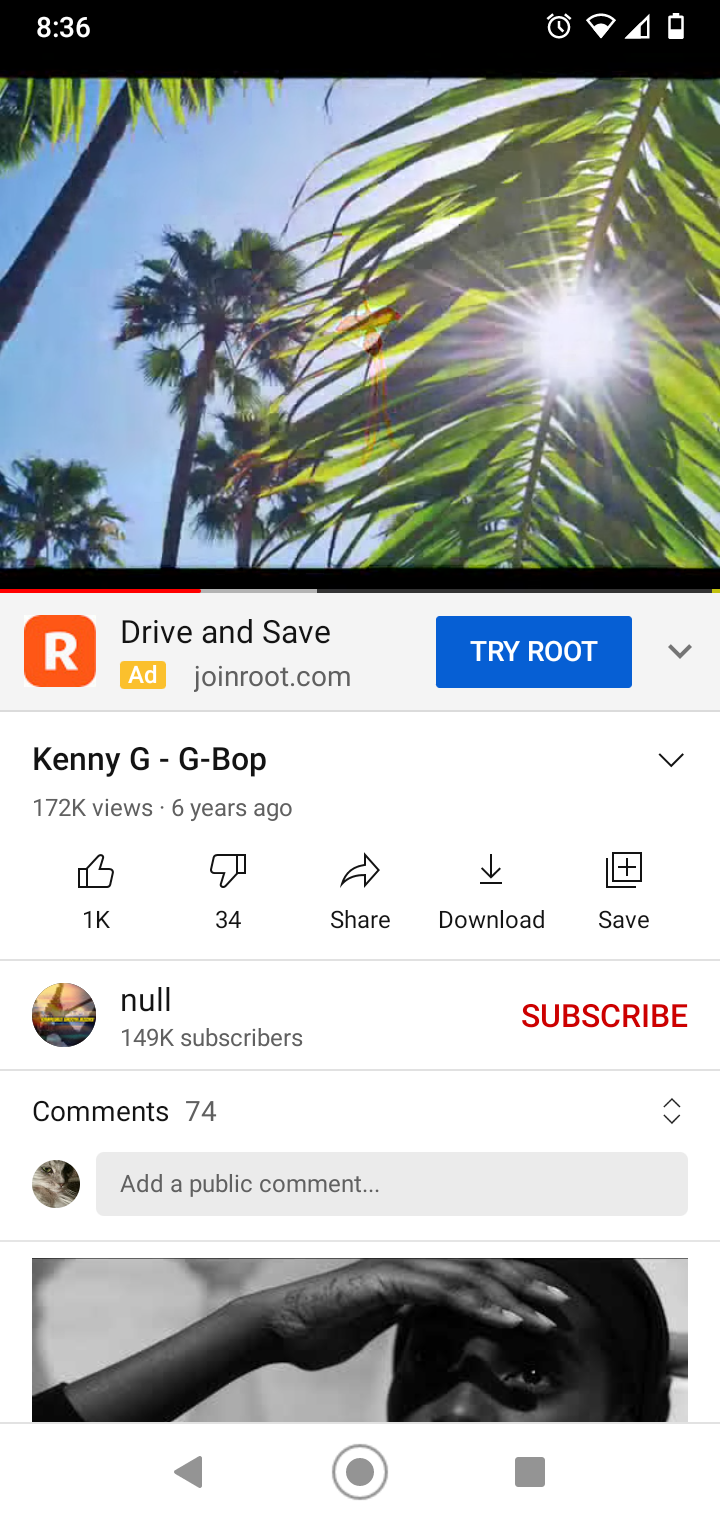 8:36
R
Drive and Save
Ad joinroot.com
TRY ROOT
Kenny G - G-Bop
172K views · 6 years ago
1K
34
Share
Download
Save
null
149K subscribers
SUBSCRIBE
Comments 74
Add a public comment...